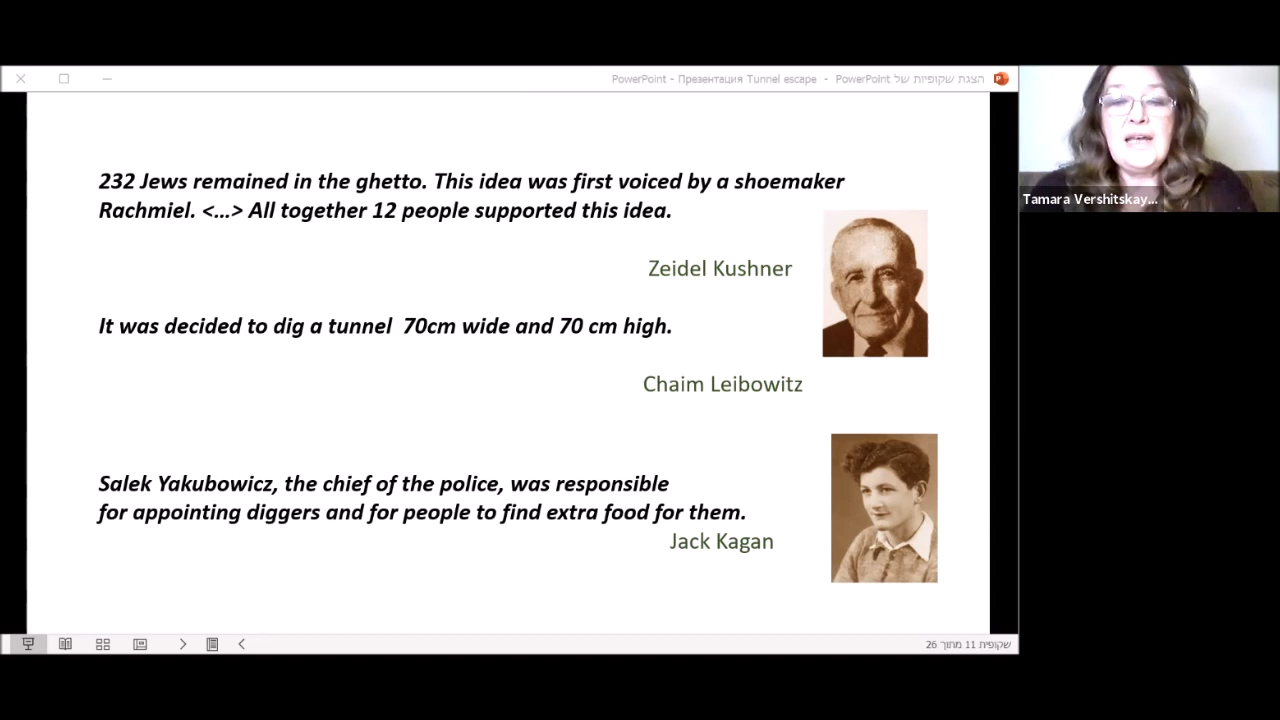 PowerPoint - Презентация Tunnel escape - PowerPoint הצגת שקופיות של
Tamara Vershitskay...
232 Jews remained in the ghetto. This idea was first voiced by a shoemaker
Rachmiel. <...> All together 12 people supported this idea.
Zeidel Kushner
It was decided to dig a tunnel 70cm wide and 70 cm high.
Chaim Leibowitz
Salek Yakubowicz, the chief of the police, was responsible
for appointing diggers and for people to find extra food for them.
Jack Kagan
שקופית 11 מתוך 26